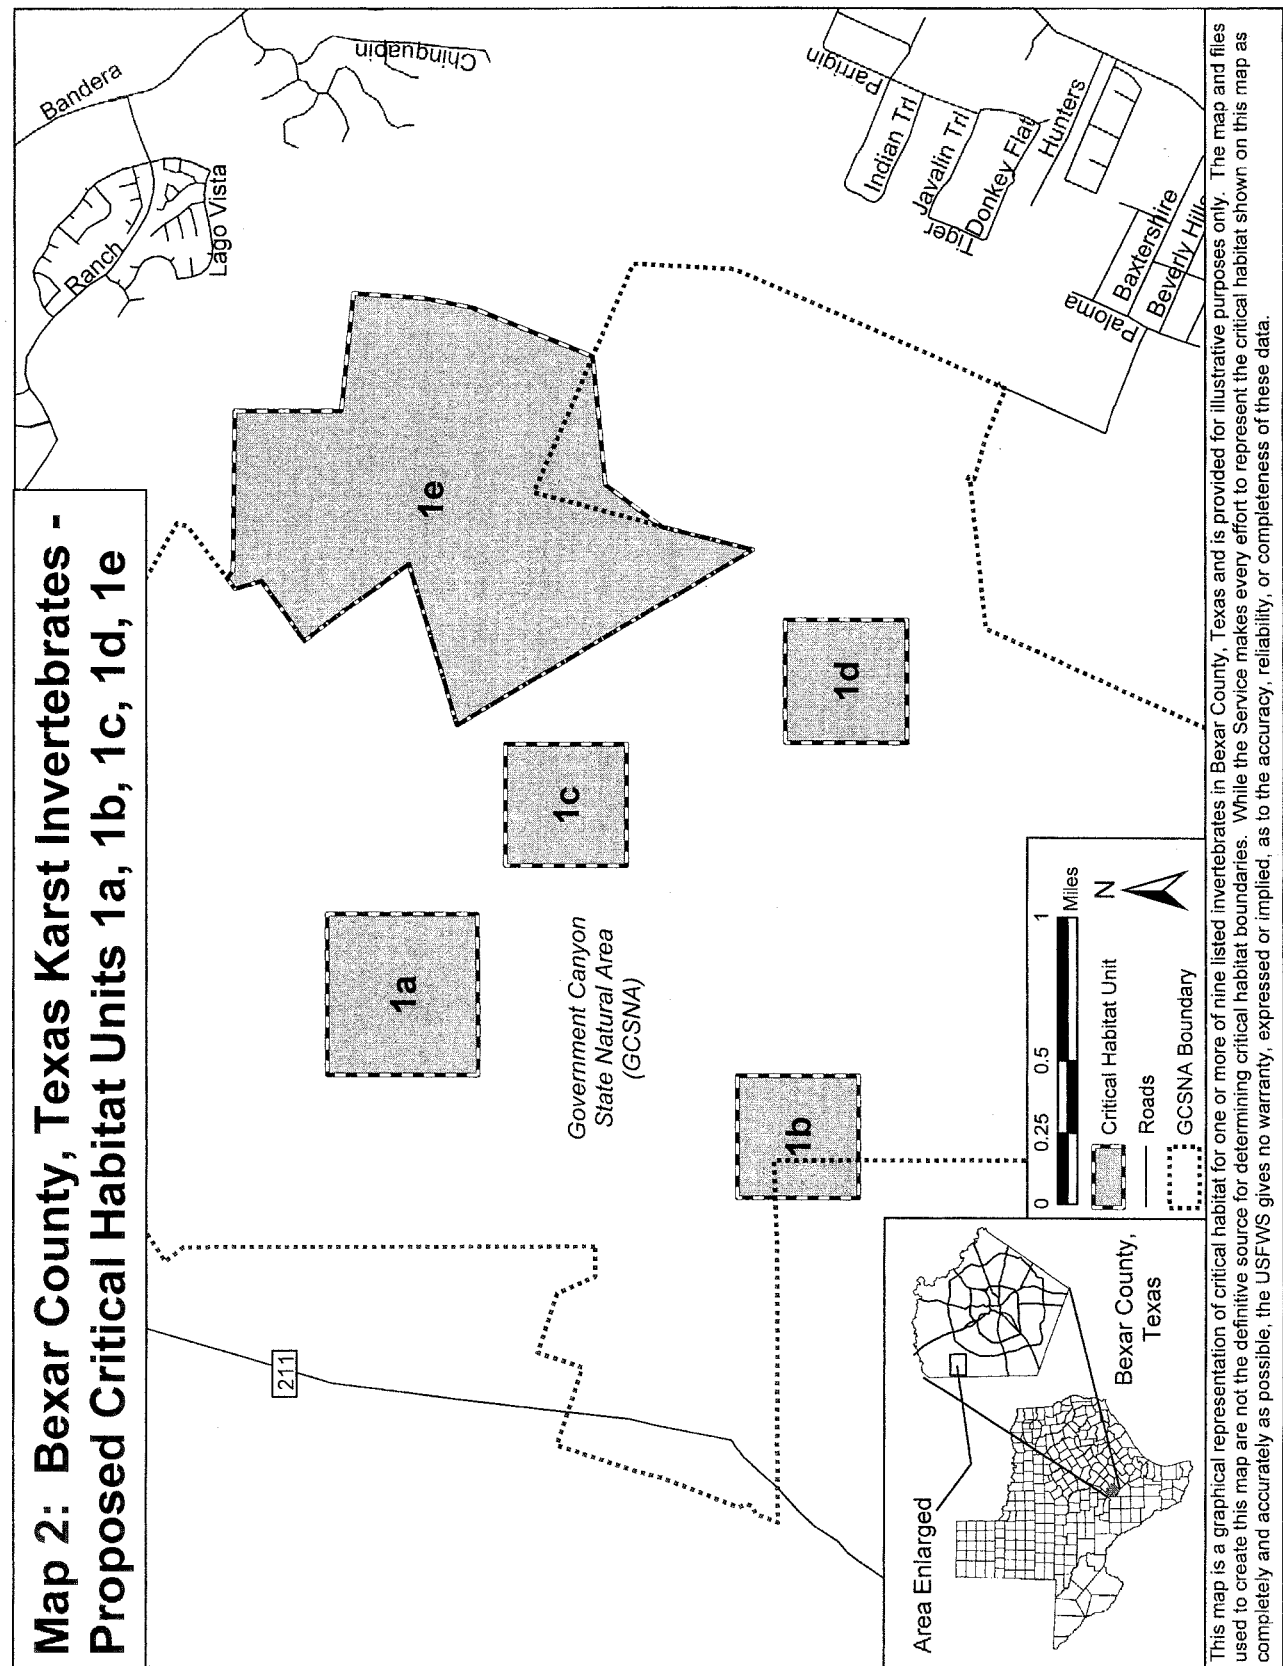 Map 2: Bexar County, Texas Karst Invertebrates -
Proposed Critical Habitat Units 1a, 1b, 1c, 1d, 1e
Bandera
Chinquapin
Ranch
Lago Vista
211
1e
1a
1c
Government Canyon
State Natural Area
(GCSNA)
1b
1d
Parrigin
Indian Trl
Javalin Trl
Tiger
Donkey Flat
Hunters
Paloma
Baxtershire
Beverly Hills
Area Enlarged
Bexar County,
Texas
0 0.25 0.5 1
Miles
N
Critical Habitat Unit
Roads
GCSNA Boundary
This map is a graphical representation of critical habitat for one or more of nine listed invertebrates in Bexar County, Texas and is provided for illustrative purposes only. The map and files
used to create this map are not the definitive source for determining critical habitat boundaries. While the Service makes every effort to represent the critical habitat shown on this map as
completely and accurately as possible, the USFWS gives no warranty, expressed or implied, as to the accuracy, reliability, or completeness of these data.